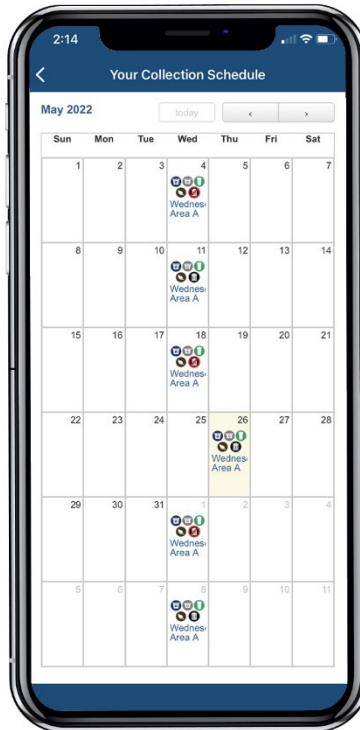 2:14
Your Collection Schedule
May 2022 today
Sun Mon Tue Wed Thu Fri Sat
1 2 3 4 5 6 7
Wednes
Area A
8 9 10 11 12 13 14
Wednes
Area A
15 16 17 18 19 20 21
Wednes
Area A
22 23 24 25 26 27 28
Wednes
Area A
29 30 31 1 2 3 4
Wednes
Area A
5 6 7 8 9 10 11
Wednes
Area A